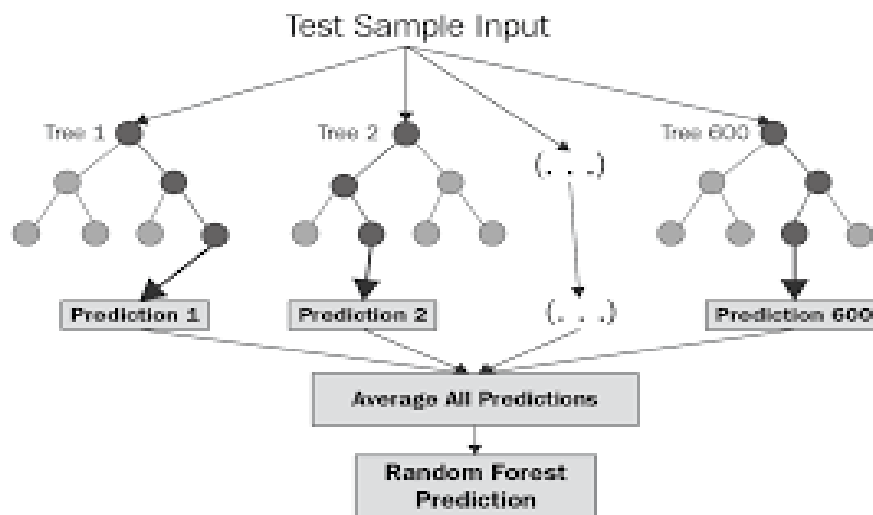 Test Sample Input
Tree 1
Tree 2
Tree 600
(. . .)
Prediction 1
Prediction 2
(. . .)
Prediction 600
Average All Predictions
Random Forest
Prediction